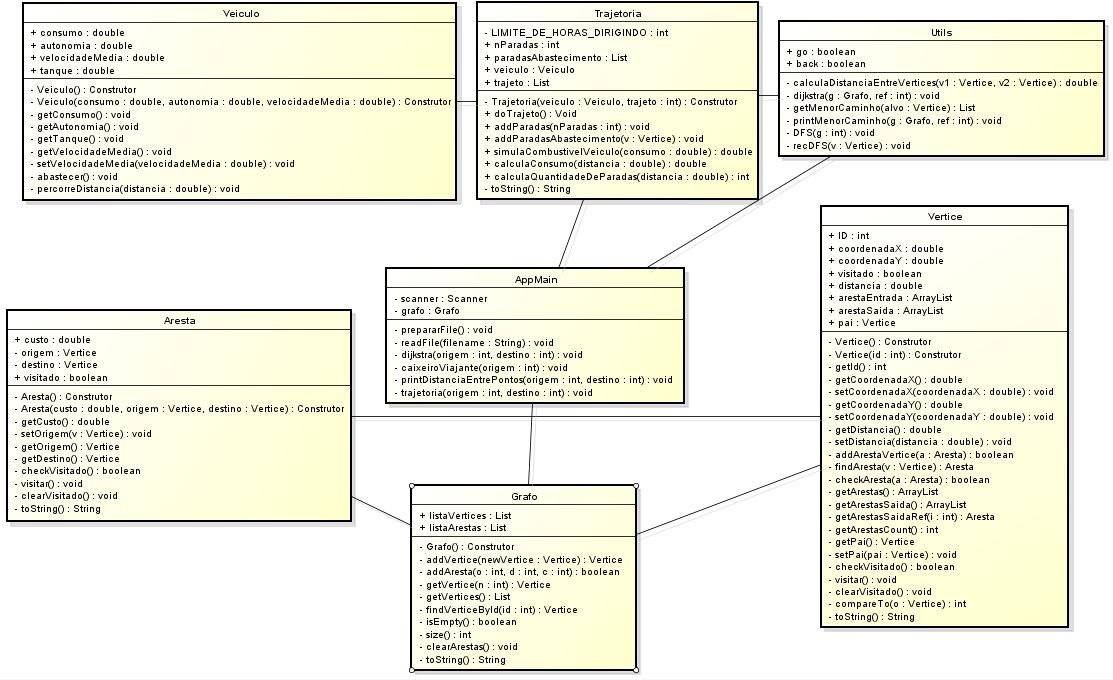 Veiculo
+ consumo : double
+ autonomia : double
+ velocidadeMedia : double
+ tanque : double
- Veiculo() : Construtor
- Veiculo(consumo : double, autonomia : double, velocidadeMedia : double) : Construtor
- getConsumo() : void
- getAutonomia() : void
- getTanque() : void
- getVelocidadeMedia() : void
- setVelocidadeMedia(velocidadeMedia : double) : void
- abastecer() : void
- percorreDistancia(distancia : double) : void
Trajetoria
- LIMITE_DE_HORAS_DIRIGINDO : int
+ nParadas : int
+ paradasAbastecimento : List
+ veiculo : Veiculo
+ trajeto : List
- Trajetoria(veiculo : Veiculo, trajeto : int) : Construtor
+ doTrajeto() : Void
+ addParadas(nParadas : int) : void
+ addParadasAbastecimento(v : Vertice) : void
+ simulaCombustivelVeiculo(consumo : double) : double
+ calculaConsumo(distancia : double) : double
+ calculaQuantidadeDeParadas(distancia : double) : int
- toString() : String
Utils
+ go : boolean
+ back : boolean
- calculaDistanciaEntreVertices(v1 : Vertice, v2 : Vertice) : double
- dijkstra(g : Grafo, ref : int) : void
- getMenorCaminho(alvo : Vertice) : List
- printMenorCaminho(g : Grafo, ref : int) : void
- DFS(g : int) : void
- recDFS(v : Vertice) : void
Vertice
+ ID : int
+ coordenadaX : double
+ coordenadaY : double
+ visitado : boolean
+ distancia : double
+ arestaEntrada : ArrayList
+ arestaSaida : ArrayList
+ pai : Vertice
- Vertice() : Construtor
- Vertice(id : int) : Construtor
- getId() : int
- getCoordenadaX() : double
- setCoordenadaX(coordenadaX : double) : void
- getCoordenadaY() : double
- setCoordenadaY(coordenadaY : double) : void
- getDistancia() : double
- setDistancia(distancia : double) : void
- addArestaVertice(a : Aresta) : boolean
- findAresta(v : Vertice) : Aresta
- checkAresta(a : Aresta) : boolean
- getArestas() : ArrayList
- getArestasSaida() : ArrayList
- getArestasSaidaRef(i : int) : Aresta
- getArestasCount() : int
- getPai() : Vertice
- setPai(pai : Vertice) : void
- checkVisitado() : boolean
- visitar() : void
- clearVisitado() : void
- compareTo(o : Vertice) : int
- toString() : String
AppMain
- scanner : Scanner
- grafo : Grafo
- prepararFile() : void
- readFile(filename : String) : void
- dijkstra(origem : int, destino : int) : void
- caixeiroViajante(origem : int) : void
- printDistanciaEntrePontos(origem : int, destino : int) : void
- trajetoria(origem : int, destino : int) : void
Aresta
+ custo : double
- origem : Vertice
- destino : Vertice
+ visitado : boolean
- Aresta() : Construtor
- Aresta(custo : double, origem : Vertice, destino : Vertice) : Construtor
- getCusto() : double
- setOrigem(v : Vertice) : void
- getOrigem() : Vertice
- getDestino() : Vertice
- checkVisitado() : boolean
- visitar() : void
- clearVisitado() : void
- toString() : String
Grafo
+ listaVertices : List
+ listaArestas : List
- Grafo() : Construtor
- addVertice(newVertice : Vertice) : Vertice
- addAresta(o : int, d : int, c : int) : boolean
- getVertice(n : int) : Vertice
- getVertices() : List
- findVerticeById(id : int) : Vertice
- isEmpty() : boolean
- size() : int
- clearArestas() : void
- toString() : String